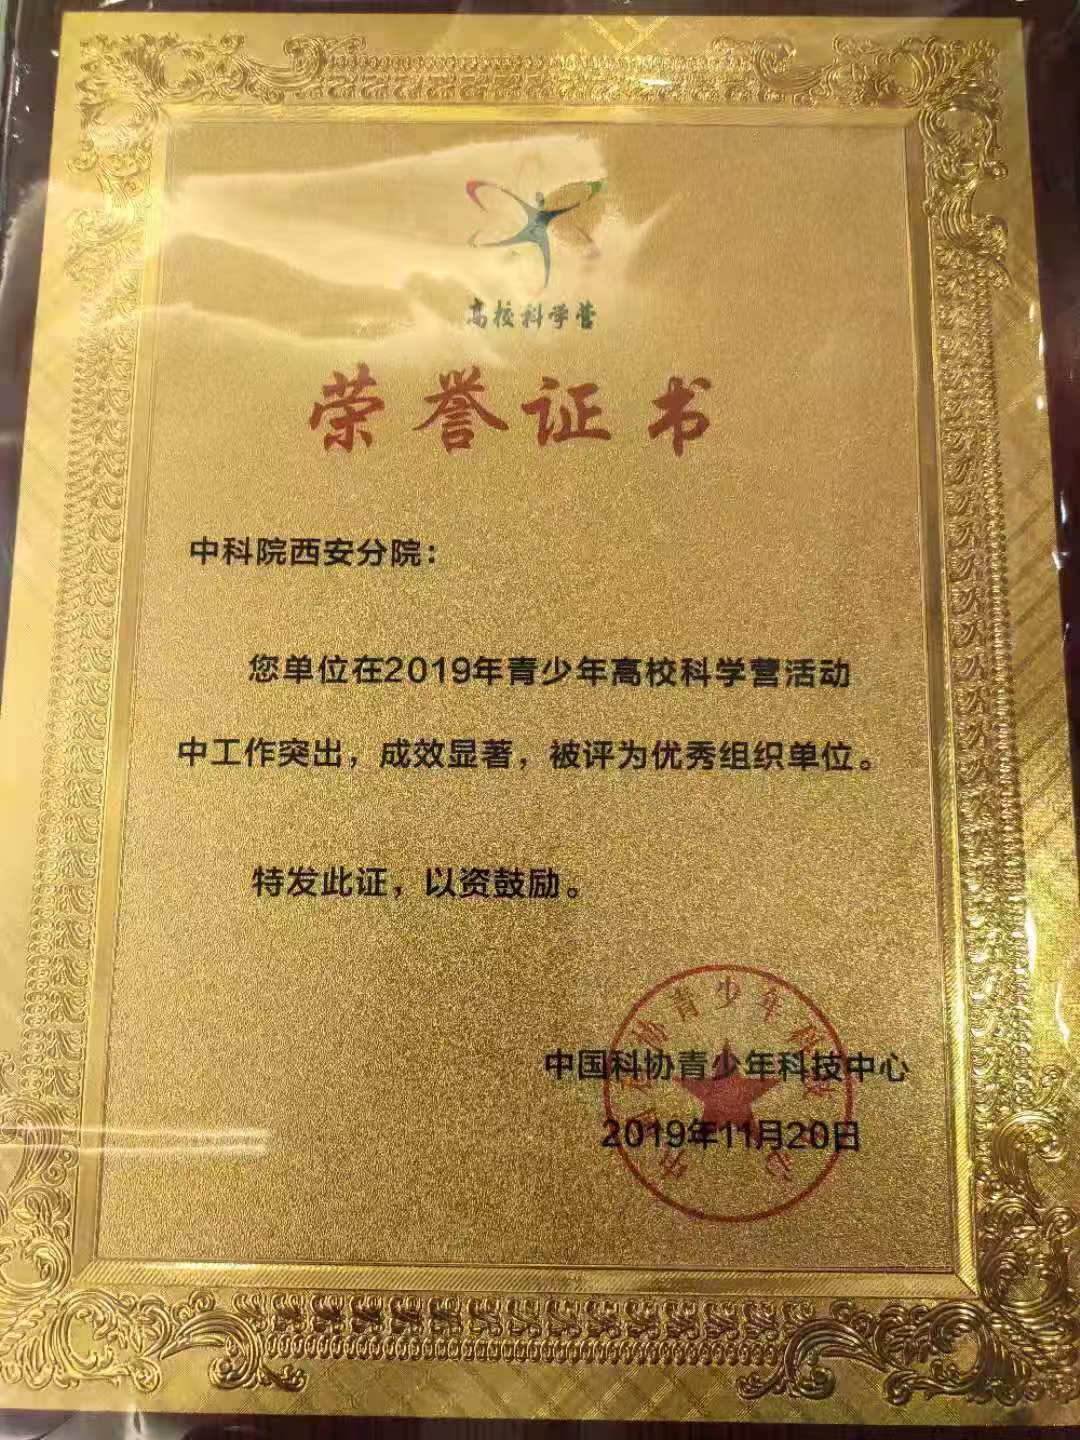 高校科学营
荣誉证书
中科院西安分院：
您单位在2019年青少年高校科学营活动
中工作突出，成效显著，被评为优秀组织单位。
特发此证，以资鼓励。
中国科协青少年科技中心
2019年11月20日